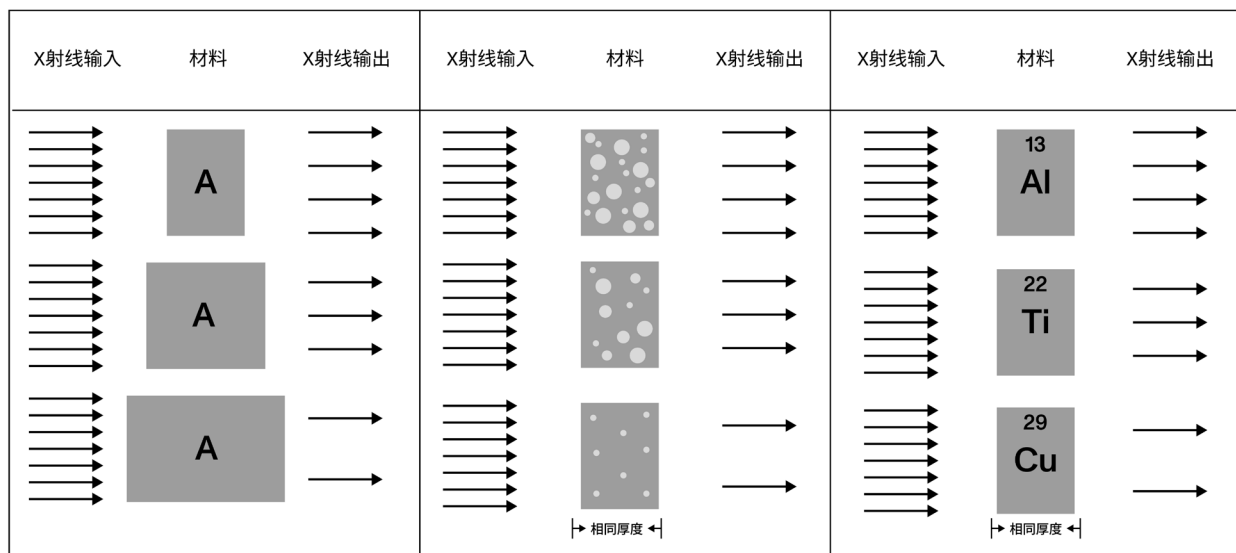 X射线输入 材料 X射线输出 X射线输入 材料 X射线输出 X射线输入 材料 X射线输出
A
A
A
相同厚度
13
Al
22
Ti
29
Cu
相同厚度